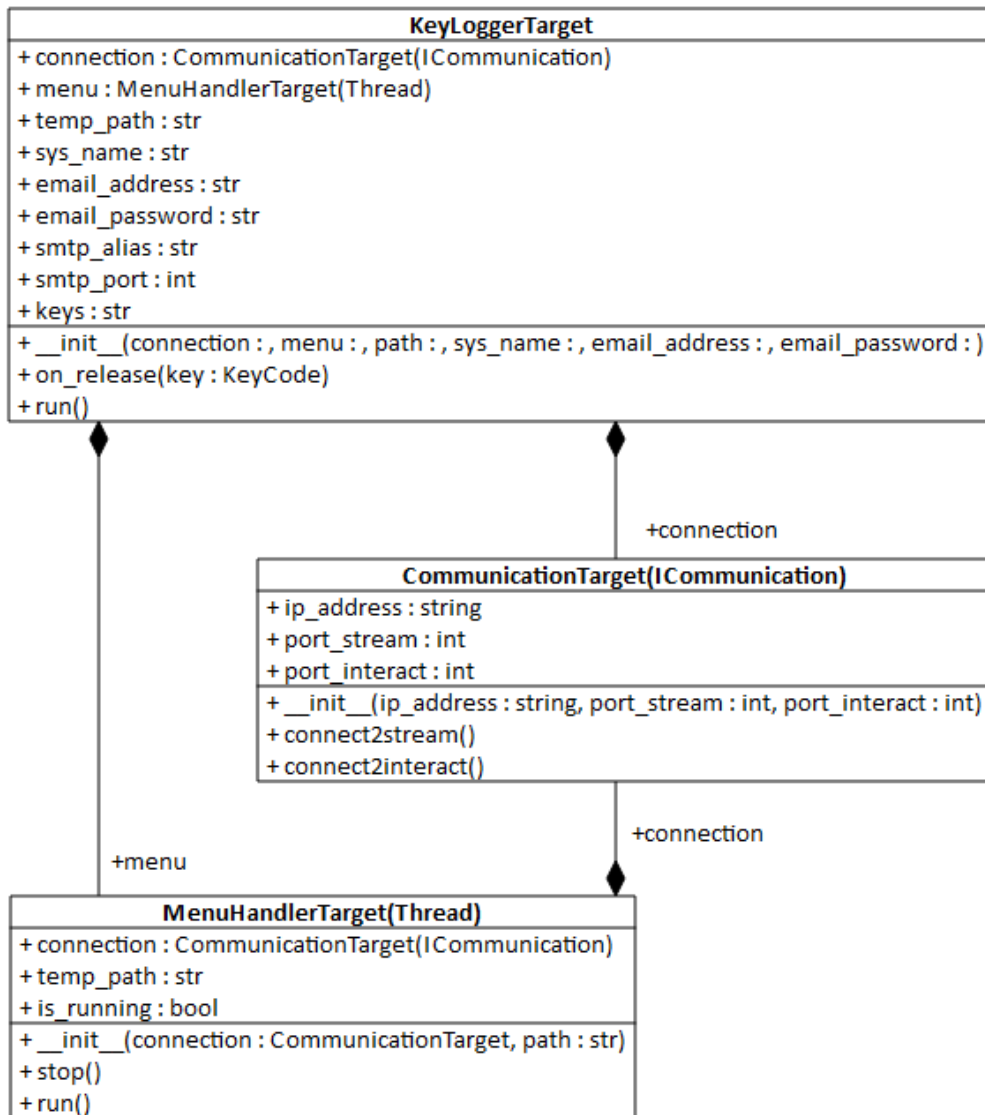 KeyLoggerTarget
+ connection : CommunicationTarget(ICommunication)
+ menu : MenuHandlerTarget(Thread)
+ temp_path : str
+ sys_name : str
+ email_address : str
+ email_password : str
+ smtp_alias : str
+ smtp_port : int
+ keys : str
+ __init__(connection : , menu : , path : , sys_name : , email_address : , email_password : )
+ on_release(key : KeyCode)
+ run()
+connection
CommunicationTarget(ICommunication)
+ ip_address : string
+ port_stream : int
+ port_interact : int
+ __init__(ip_address : string, port_stream : int, port_interact : int)
+ connect2stream()
+ connect2interact()
+connection
+menu
MenuHandlerTarget(Thread)
+ connection : CommunicationTarget(ICommunication)
+ temp_path : str
+ is_running : bool
+ __init__(connection : CommunicationTarget, path : str)
+ stop()
+ run()